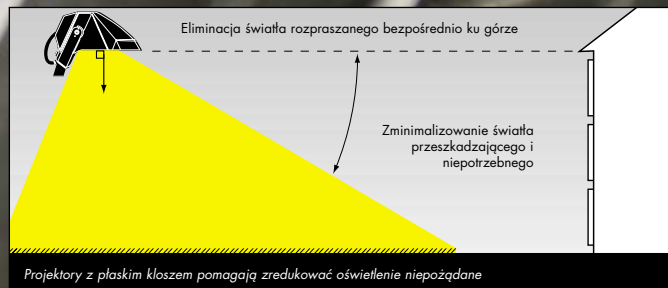 Eliminacja światła rozpraszanego bezpośrednio ku górze
Zminimalizowanie światła
przeszkadzającego i
niepotrzebnego
Projektory z płaskim kloszem pomagają zredukować oświetlenie niepożądane